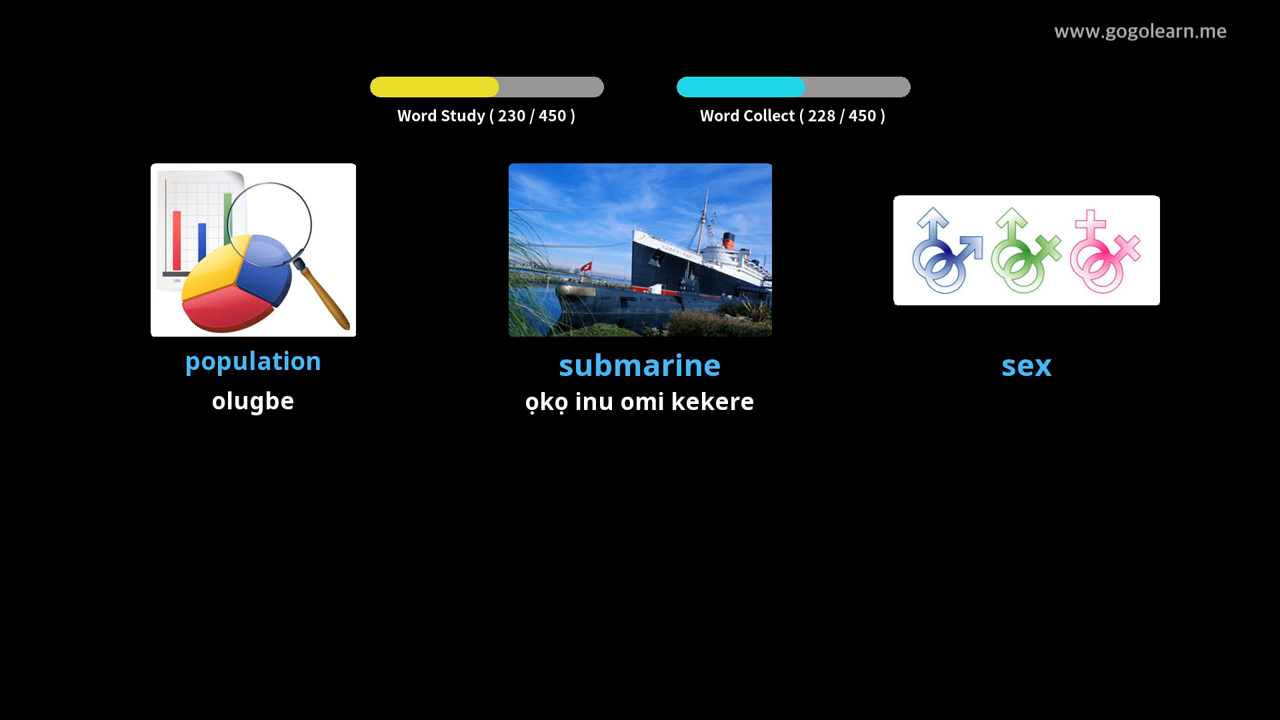 www.gogolearn.me
Word Study ( 230 / 450 )
Word Collect ( 228 / 450 )
population
olugbe
submarine
ọkọ inu omi kekere
sex